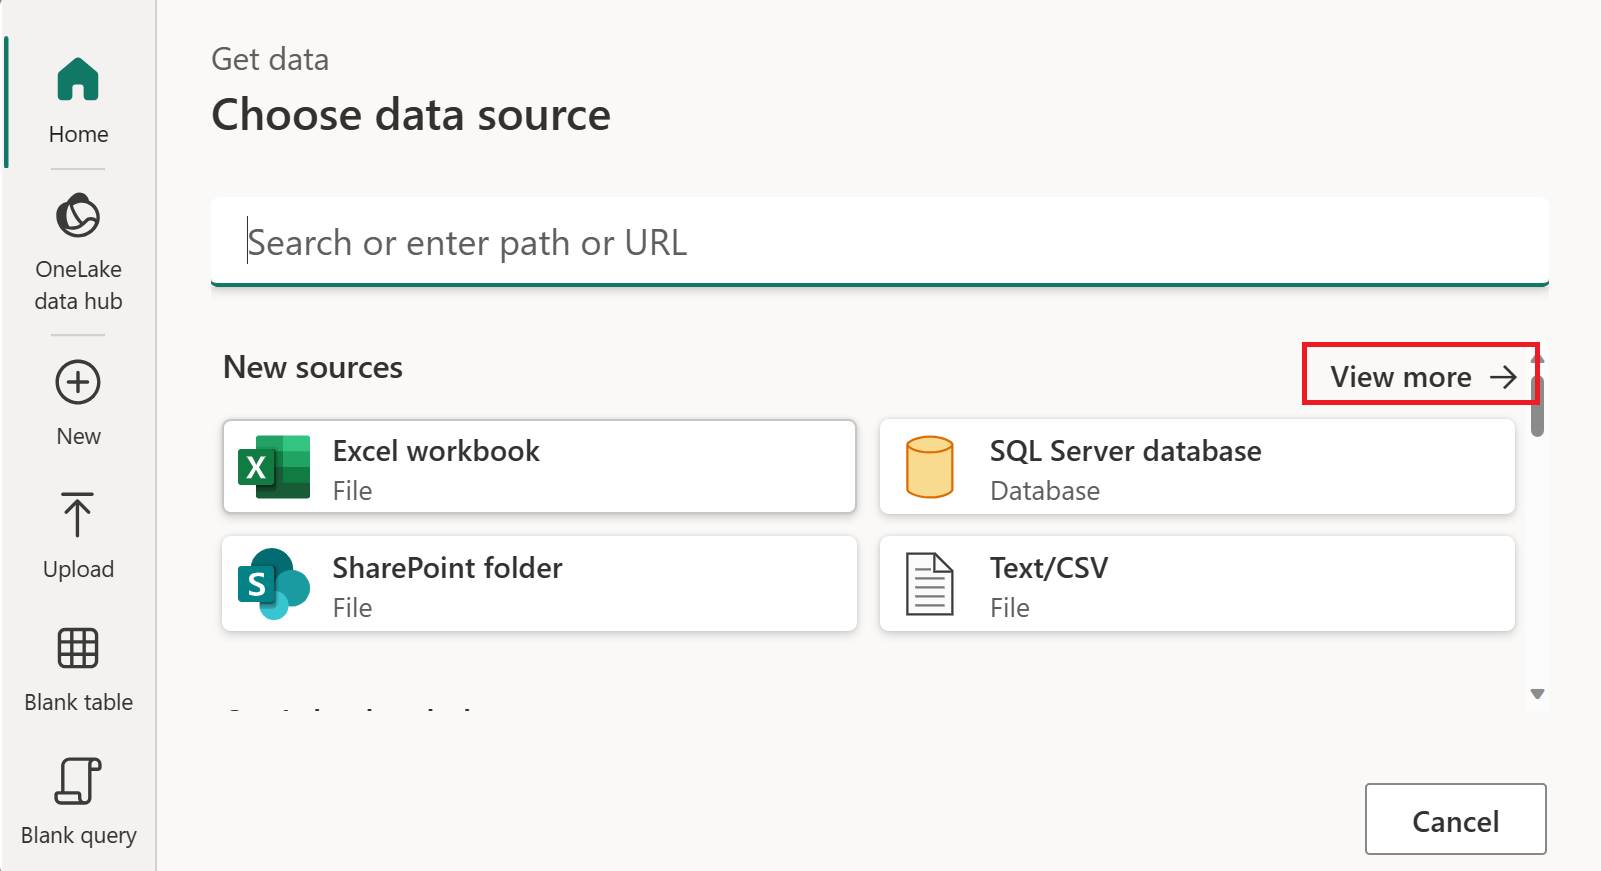 Home
OneLake
data hub
New
Upload
Blank table
Blank query
Get data
Choose data source
Search or enter path or URL
New sources
View more
Excel workbook
File
SQL Server database
Database
SharePoint folder
File
Text/CSV
File
Cancel